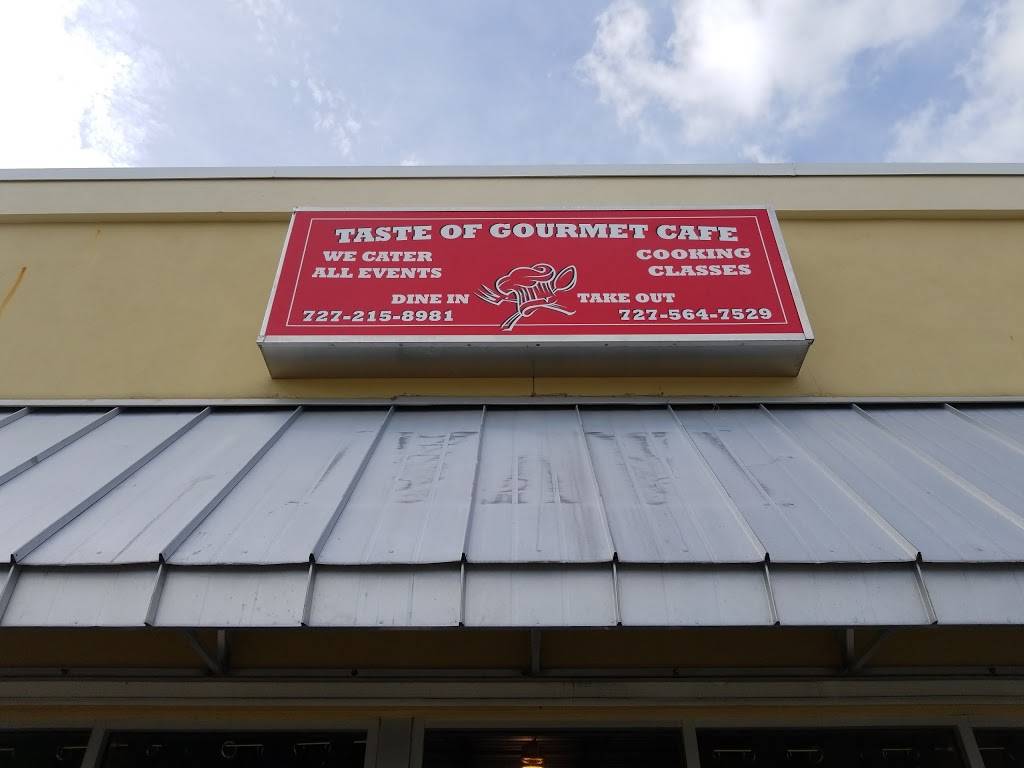 TASTE OF GOURMET CAFE
WE CATER
ALL EVENTS
COOKING
CLASSES
DINE IN
TAKE OUT
727-215-8981
727-564-7529